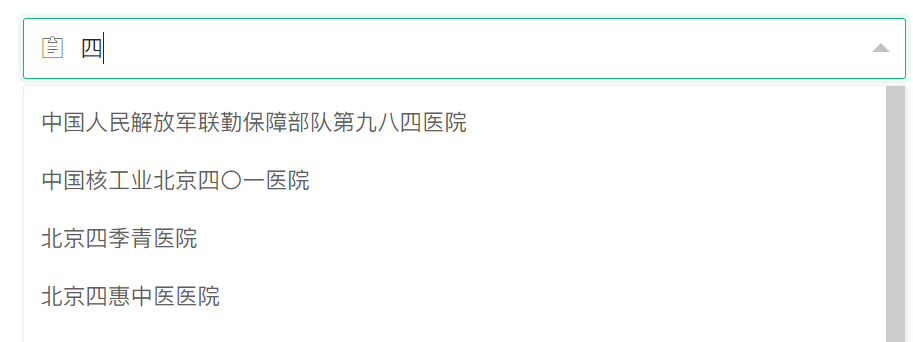 四
中国人民解放军联勤保障部队第九八四医院
中国核工业北京四〇一医院
北京四季青医院
北京四惠中医医院